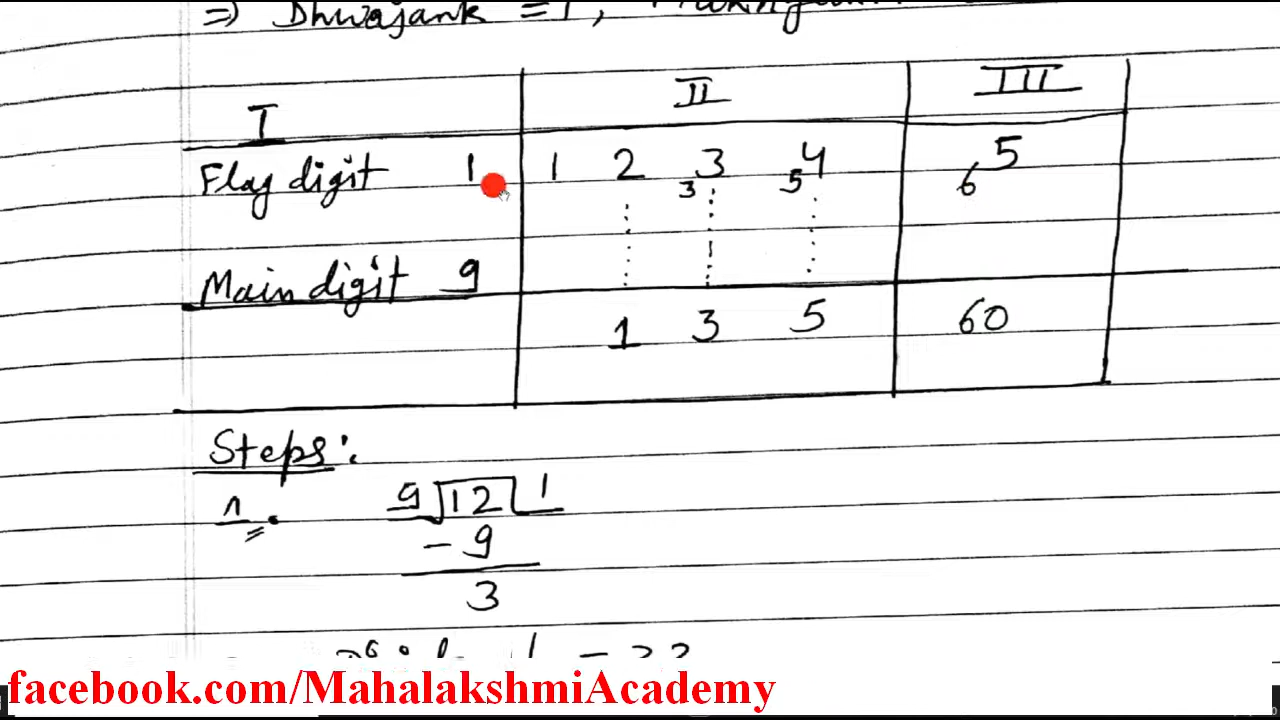 ⇒ Dhwajank = 1,
I II III
Flag digit 1 1 2 3 3 5 4 6 5
Main digit 9
1 3 5 60
Steps:
1. 9 12 1
- 9
3
facebook.com/MahalakshmiAcademy